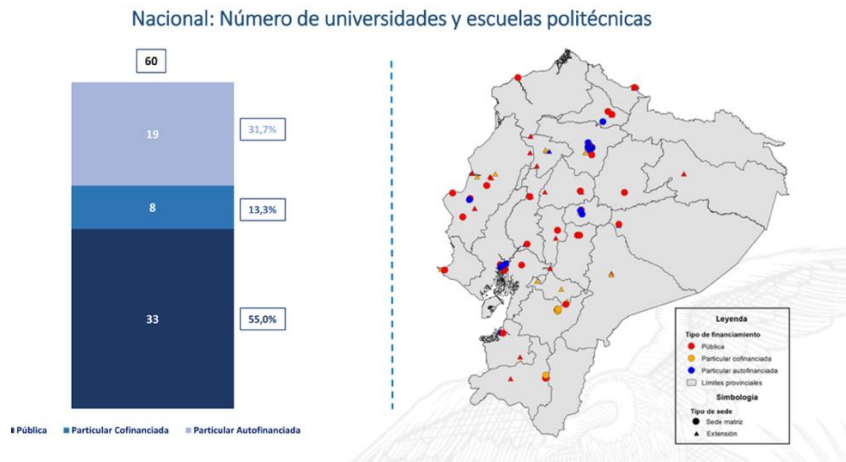 Nacional: Número de universidades y escuelas politécnicas
60
19
31,7%
8
13,3%
33
55,0%
Pública
Particular Cofinanciada
Particular Autofinanciada
Leyenda
Tipo de financiamiento
Pública
Particular cofinanciada
Particular autofinanciada
Límites provinciales
Simbología
Tipo de sede
Sede matriz
Extensión